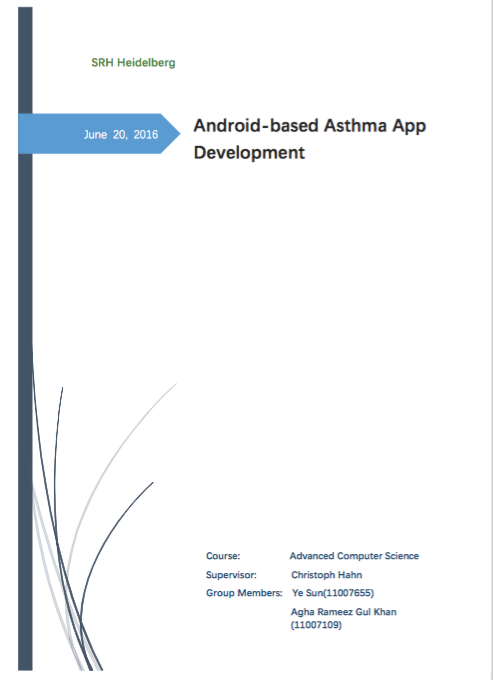 SRH Heidelberg
June 20, 2016
Android-based Asthma App
Development
Course: Advanced Computer Science
Supervisor: Christoph Hahn
Group Members: Ye Sun(11007655)
Agha Rameez Gul Khan
(11007109)